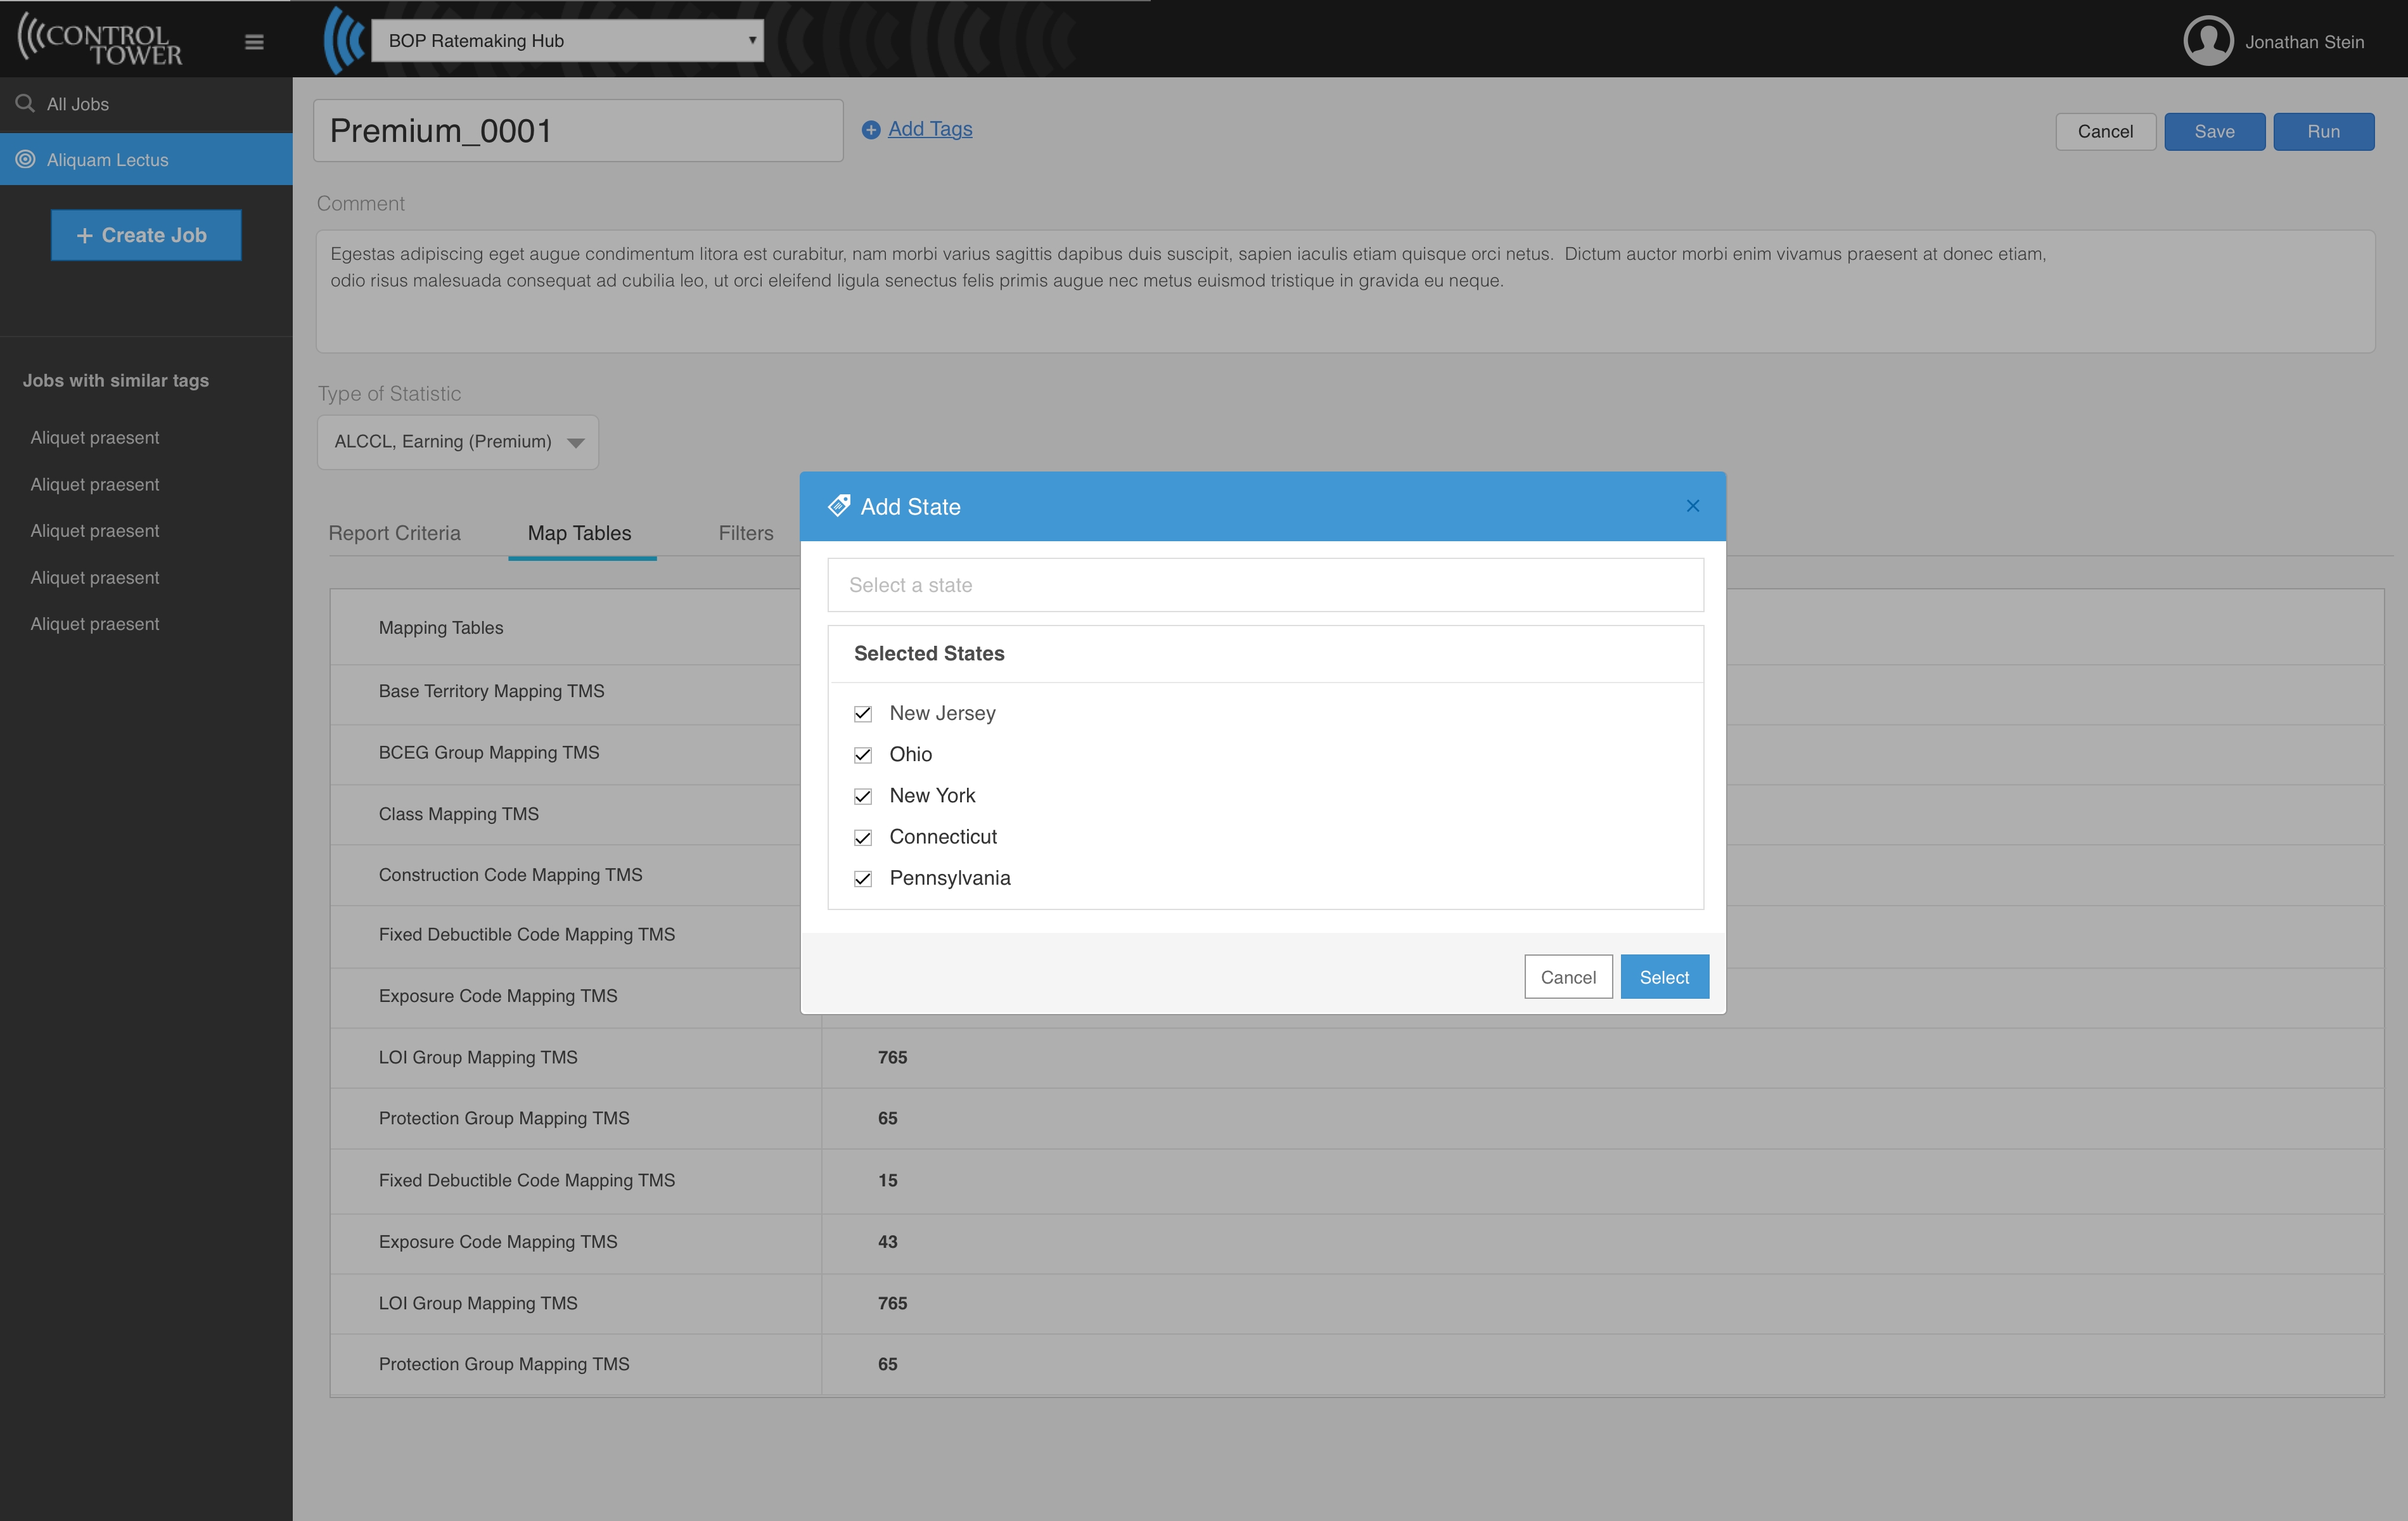 CONTROL TOWER
BOP Ratemaking Hub
Jonathan Stein
All Jobs
Aliquam Lectus
+ Create Job
Jobs with similar tags
Aliquet praesent
Aliquet praesent
Aliquet praesent
Aliquet praesent
Aliquet praesent
Premium_0001
Add Tags
Cancel
Save
Run
Comment
Egestas adipiscing eget augue condimentum litora est curabitur, nam morbi varius sagittis dapibus duis suscipit, sapien iaculis etiam quisque orci netus.  Dictum auctor morbi enim vivamus praesent at donec etiam,
odio risus malesuada consequat ad cubilia leo, ut orci eleifend ligula senectus felis primis augue nec metus euismod tristique in gravida eu neque.
Type of Statistic
ALCCL, Earning (Premium)
Report Criteria
Map Tables
Filters
Mapping Tables
Base Territory Mapping TMS
BCEG Group Mapping TMS
Class Mapping TMS
Construction Code Mapping TMS
Fixed Debuctible Code Mapping TMS
Exposure Code Mapping TMS
LOI Group Mapping TMS 765
Protection Group Mapping TMS 65
Fixed Debuctible Code Mapping TMS 15
Exposure Code Mapping TMS 43
LOI Group Mapping TMS 765
Protection Group Mapping TMS 65
Add State
Select a state
Selected States
New Jersey
Ohio
New York
Connecticut
Pennsylvania
Cancel
Select